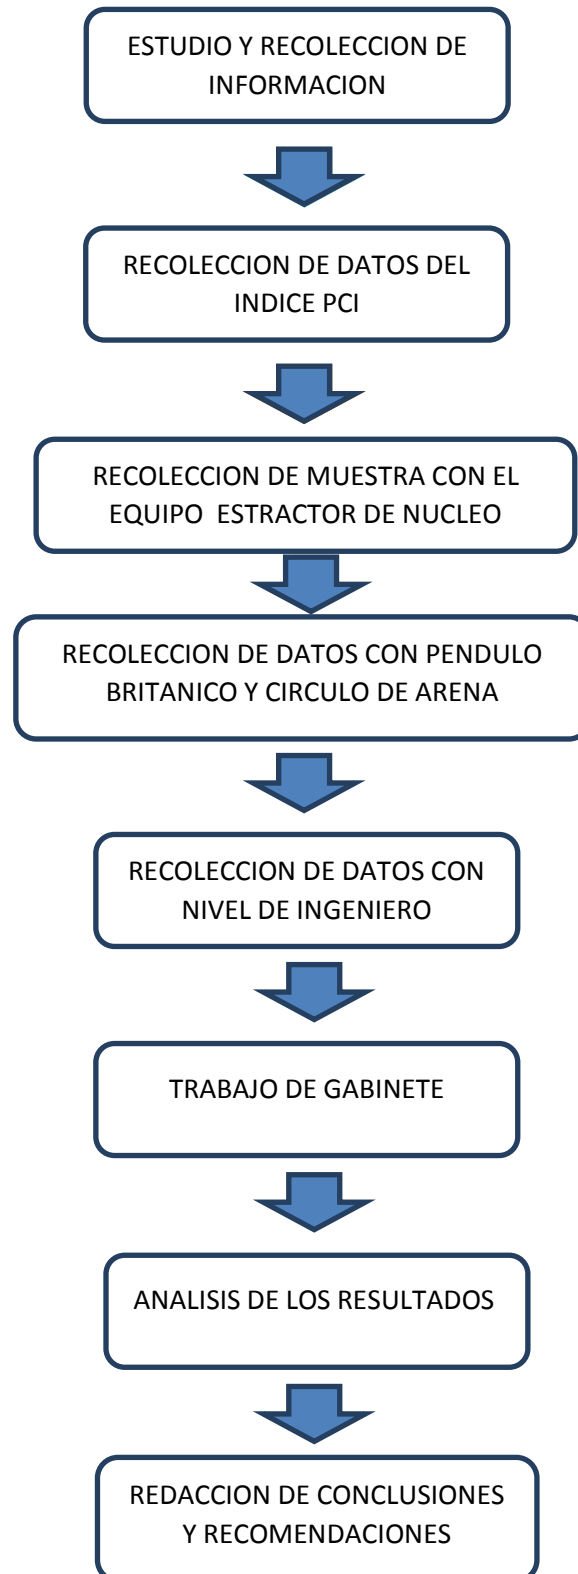 ESTUDIO Y RECOLECCION DE
INFORMACION
RECOLECCION DE DATOS DEL
INDICE PCI
RECOLECCION DE MUESTRA CON EL
EQUIPO  ESTRACTOR DE NUCLEO
RECOLECCION DE DATOS CON PENDULO
BRITANICO Y CIRCULO DE ARENA
RECOLECCION DE DATOS CON
NIVEL DE INGENIERO
TRABAJO DE GABINETE
ANALISIS DE LOS RESULTADOS
REDACCION DE CONCLUSIONES
Y RECOMENDACIONES